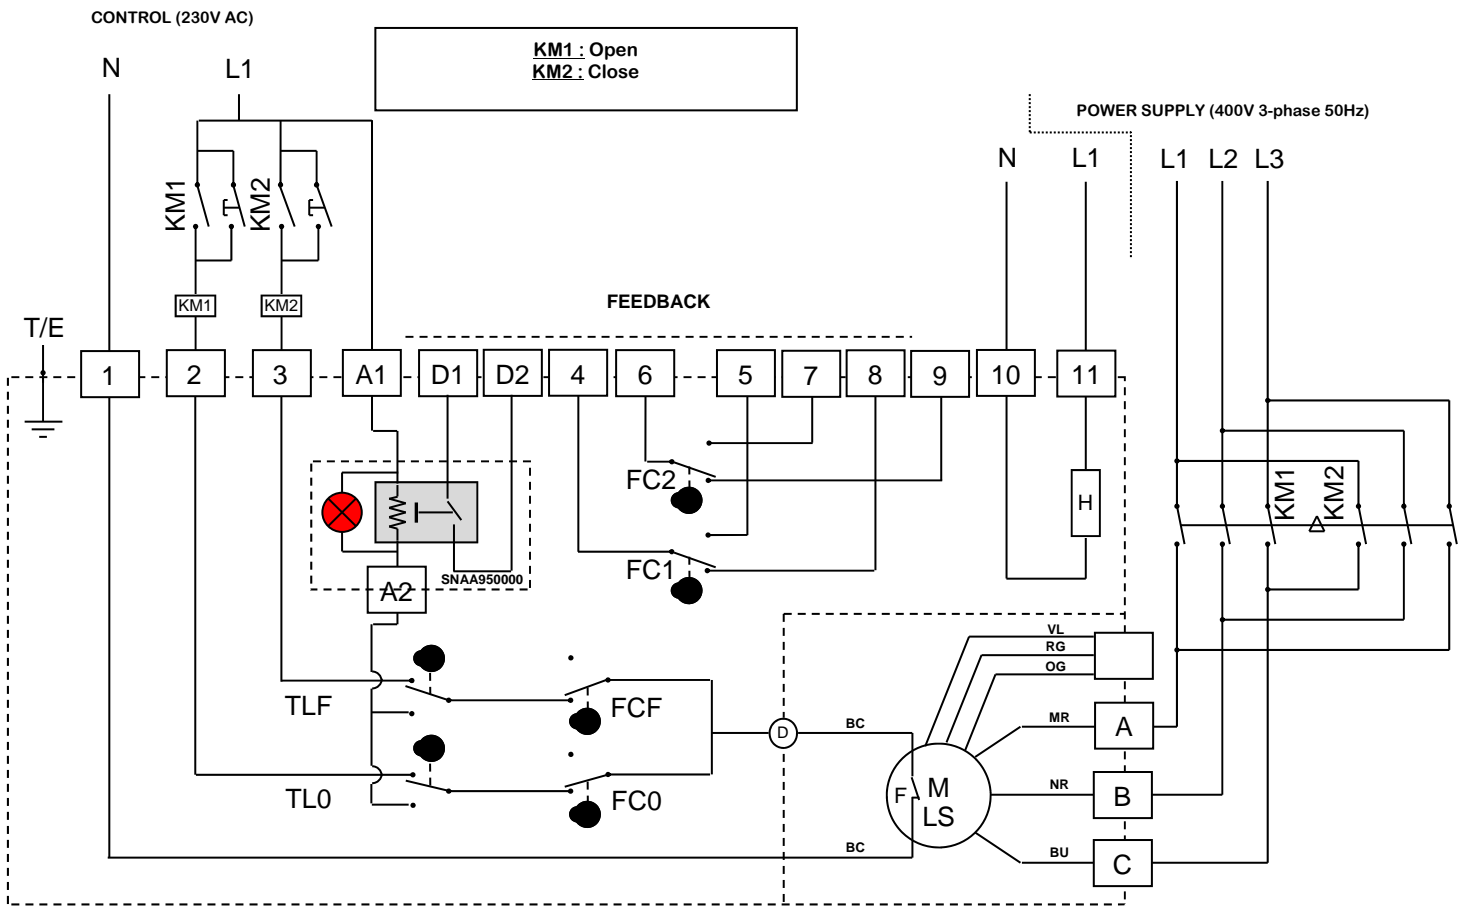 CONTROL (230V AC)
KM1 : Open
KM2 : Close
N
L1
POWER SUPPLY (400V 3-phase 50Hz)
N
L1
L1
L2
L3
KM1
KM2
KM1
KM2
FEEDBACK
T/E
1
2
3
A1
D1
D2
4
6
5
7
8
9
10
11
FC2
KM1
KM2
H
FC1
SNAA950000
A2
VL
RG
OG
TLF
FCF
D
BC
MR
A
TL0
FC0
F
M
LS
NR
B
BC
BU
C